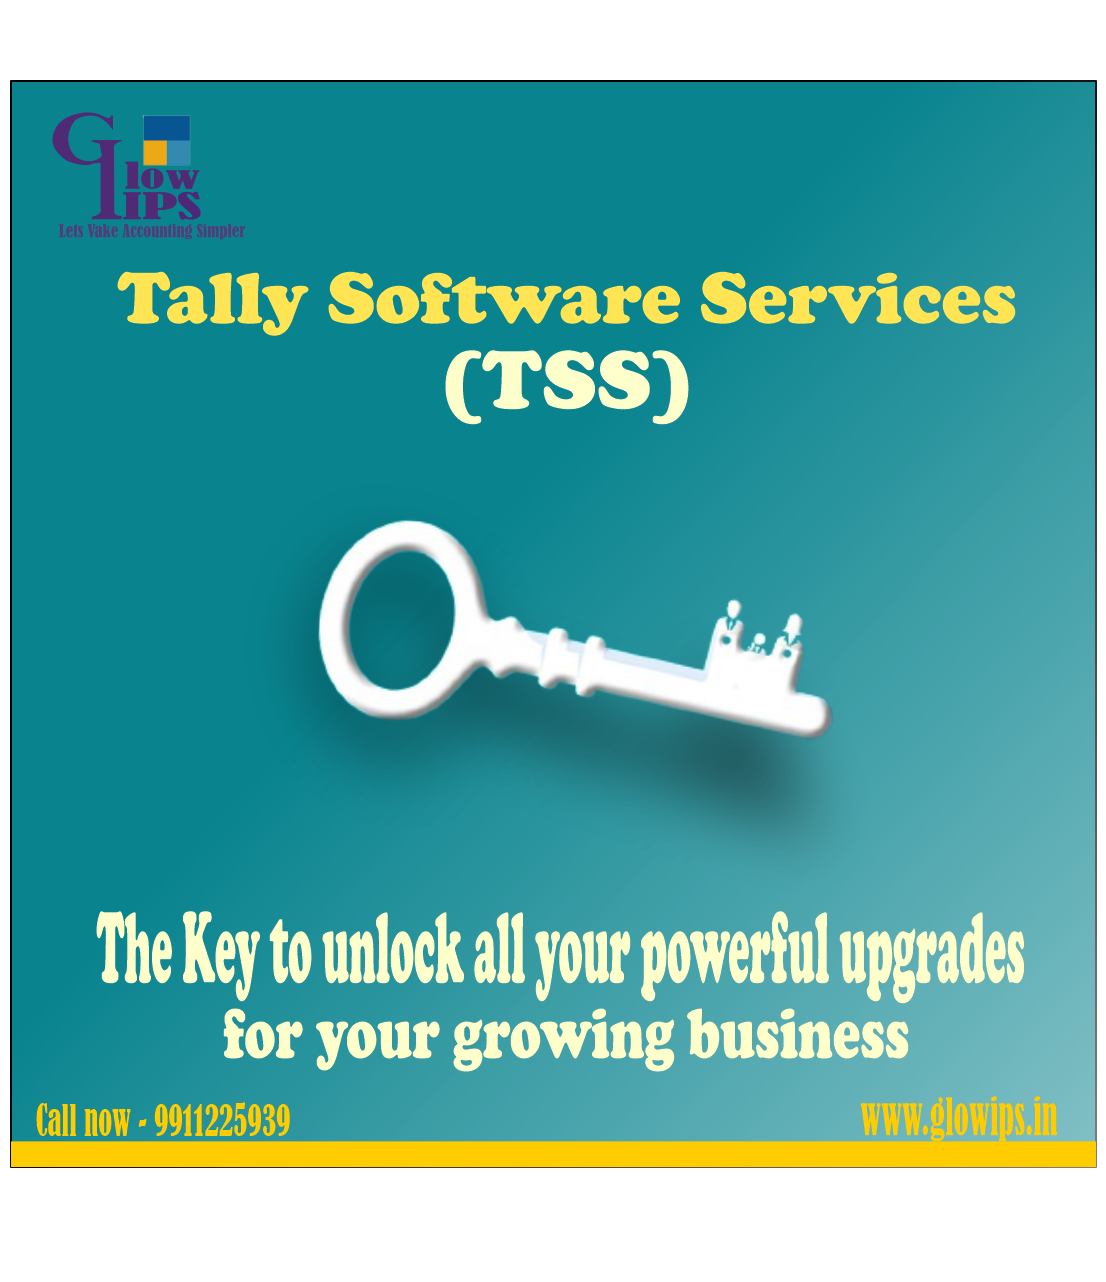 Glow
IPS
Lets Vake Accounting Simpler
Tally Software Services
(TSS)
The Key to unlock all your powerful upgrades
for your growing business
Call now - 9911225939
www.glowips.in